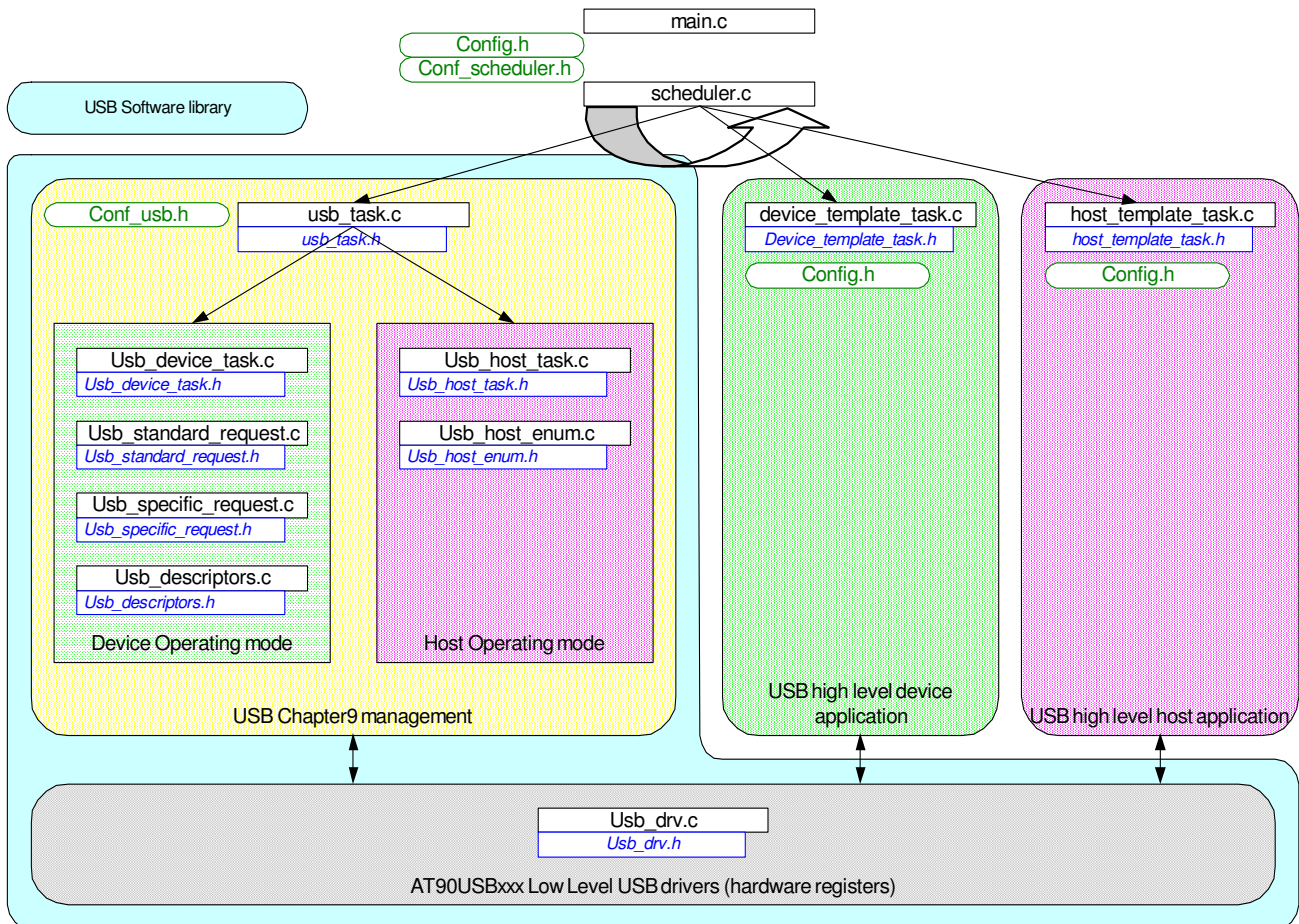 main.c
Config.h
Conf_scheduler.h
scheduler.c
USB Software library
Conf_usb.h
usb_task.c
usb_task.h
device_template_task.c
Device_template_task.h
Config.h
host_template_task.c
host_template_task.h
Config.h
Usb_device_task.c
Usb_device_task.h
Usb_standard_request.c
Usb_standard_request.h
Usb_specific_request.c
Usb_specific_request.h
Usb_descriptors.c
Usb_descriptors.h
Device Operating mode
Usb_host_task.c
Usb_host_task.h
Usb_host_enum.c
Usb_host_enum.h
Host Operating mode
USB Chapter9 management
USB high level device
application
USB high level host application
Usb_drv.c
Usb_drv.h
AT90USBxxx Low Level USB drivers (hardware registers)